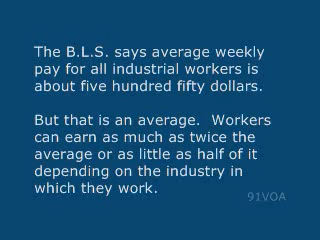 The B.L.S. says average weekly
pay for all industrial workers is
about five hundred fifty dollars.
But that is an average.  Workers
can earn as much as twice the
average or as little as half of it
depending on the industry in
which they work.
91VOA